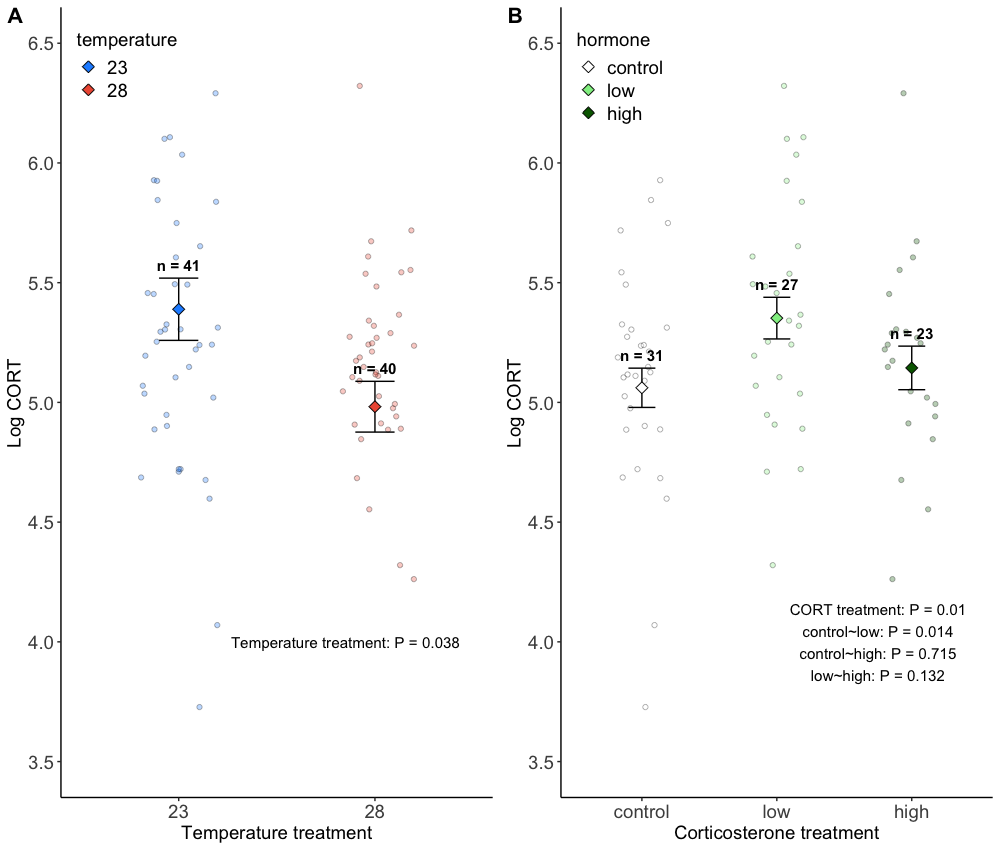 A
temperature
23
28
6.5
6.0
5.5
5.0
4.5
4.0
3.5
Log CORT
n = 41
n = 40
Temperature treatment: P = 0.038
23
28
Temperature treatment
B
hormone
control
low
high
6.5
6.0
5.5
5.0
4.5
4.0
3.5
Log CORT
n = 31
n = 27
n = 23
CORT treatment: P = 0.01
control~low: P = 0.014
control~high: P = 0.715
low~high: P = 0.132
control
low
high
Corticosterone treatment